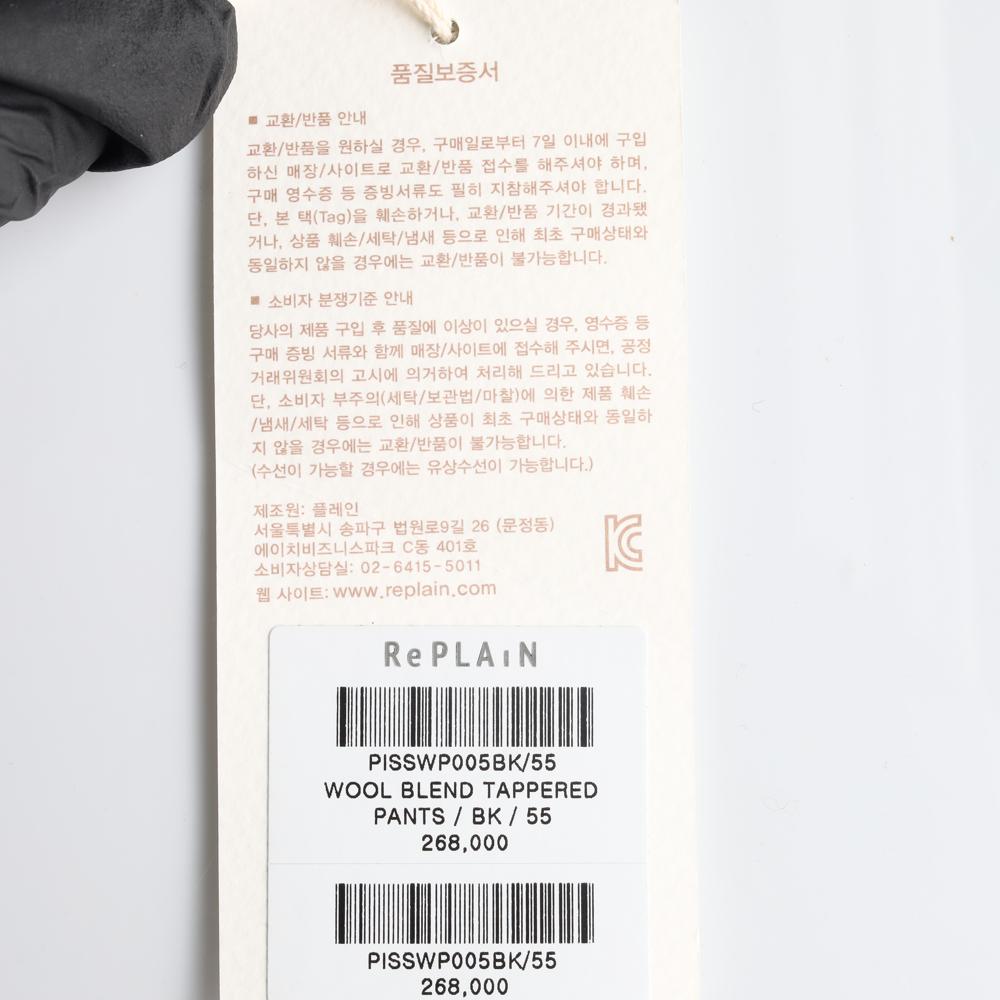 품질보증서
■ 교환/반품 안내
교환/반품을 원하실 경우, 구매일로부터 7일 이내에 구입
하신 매장/사이트로 교환/반품 접수를 해주셔야 하며,
구매 영수증 등 증빙서류도 필히 지참해주셔야 합니다.
단, 본 택(Tag)을 훼손하거나, 교환/반품 기간이 경과됐
거나, 상품 훼손/세탁/냄새 등으로 인해 최초 구매상태와
동일하지 않을 경우에는 교환/반품이 불가능합니다.
■ 소비자 분쟁기준 안내
당사의 제품 구입 후 품질에 이상이 있으실 경우, 영수증 등
구매 증빙 서류와 함께 매장/사이트에 접수해 주시면, 공정
거래위원회의 고시에 의거하여 처리해 드리고 있습니다.
단, 소비자 부주의(세탁/보관법/마찰)에 의한 제품 훼손
/냄새/세탁 등으로 인해 상품이 최초 구매상태와 동일하
지 않을 경우에는 교환/반품이 불가능합니다.
(수선이 가능할 경우에는 유상수선이 가능합니다.)
제조원: 플레인
서울특별시 송파구 법원로9길 26 (문정동)
에이치비즈니스파크 C동 401호
소비자상담실: 02-6415-5011
웹 사이트: www.replain.com
KC
RePLAiN
PISSWP005BK/55
WOOL BLEND TAPPERED
PANTS / BK / 55
268,000
PISSWP005BK/55
268,000